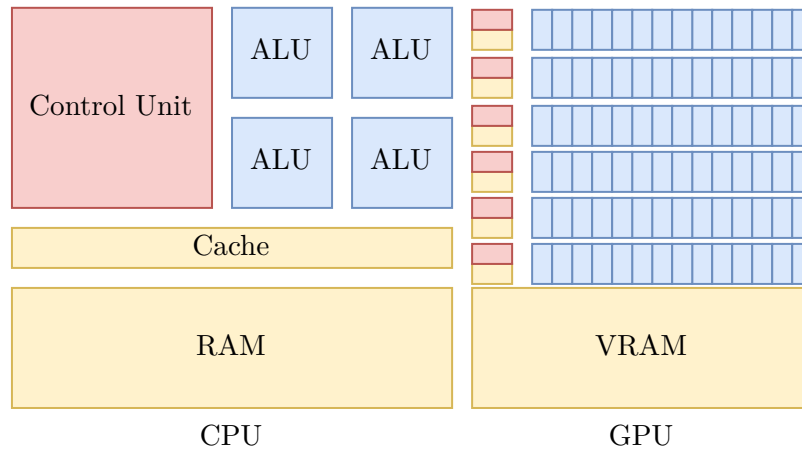 ALU ALU
Control Unit
ALU ALU
Cache
RAM VRAM
CPU GPU